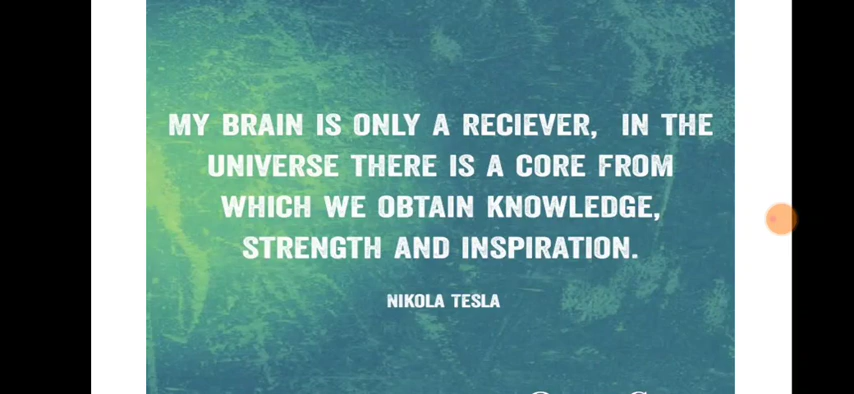 MY BRAIN IS ONLY A RECIEVER, IN THE
UNIVERSE THERE IS A CORE FROM
WHICH WE OBTAIN KNOWLEDGE,
STRENGTH AND INSPIRATION.
NIKOLA TESLA